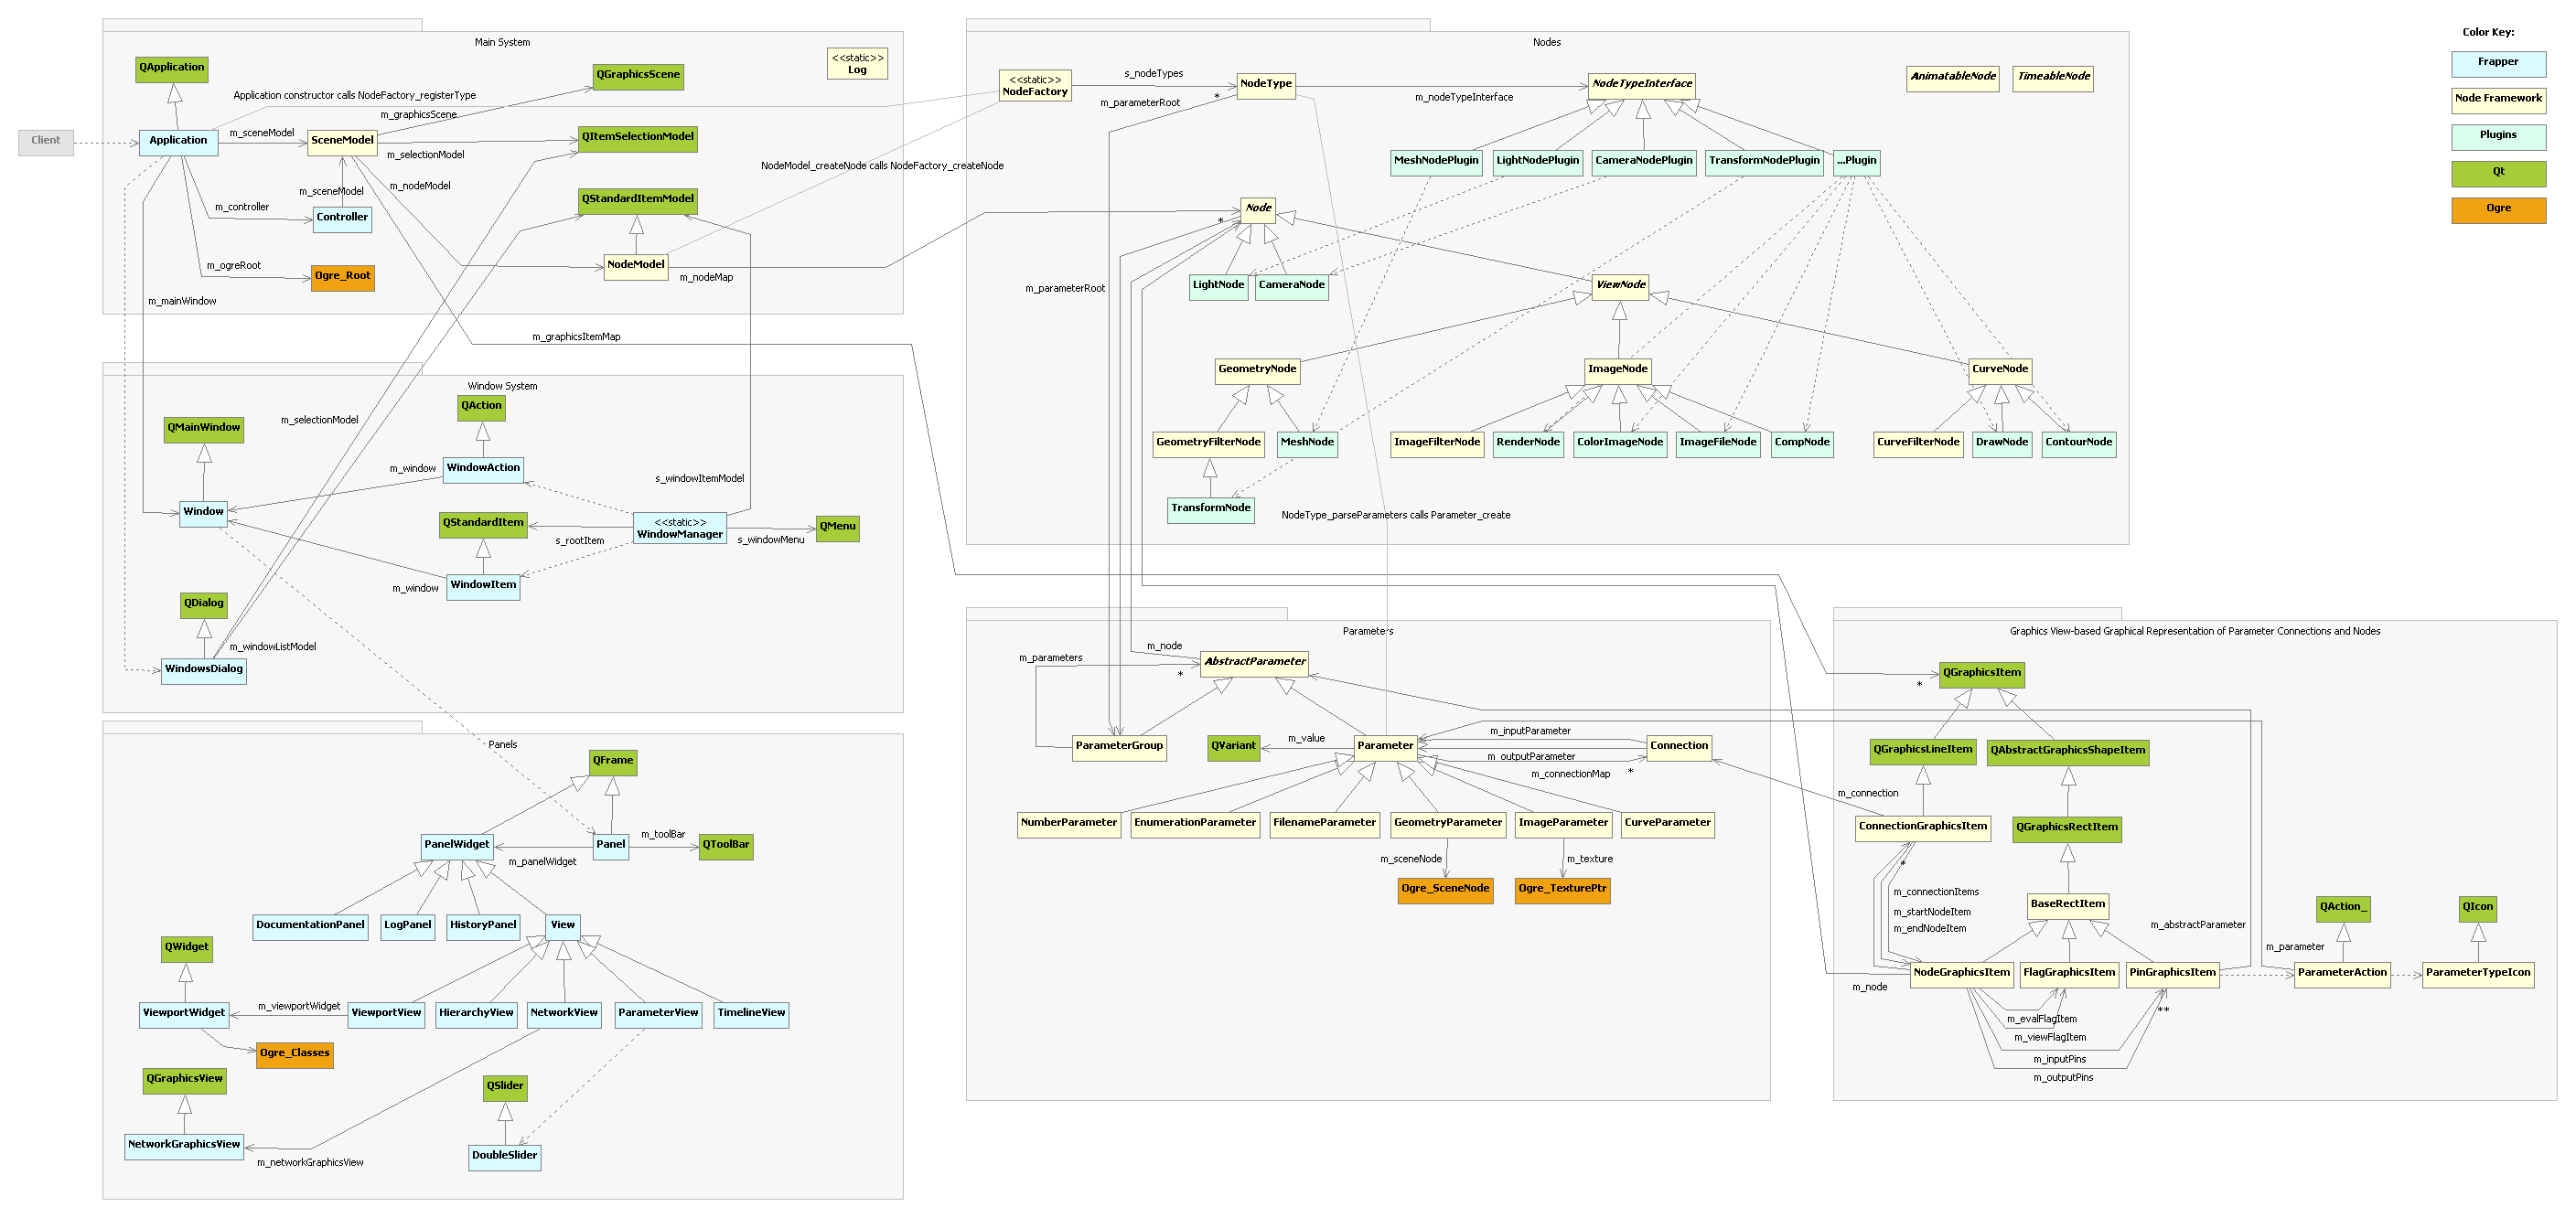 Main System
QApplication
QGraphicsScene
<<static>>
Log
Application constructor calls NodeFactory_registerType
m_graphicsScene
Client
Application
m_sceneModel
SceneModel
QItemSelectionModel
m_selectionModel
NodeModel_createNode calls NodeFactory_createNode
m_nodeModel
m_sceneModel
QStandardItemModel
m_controller
Controller
m_ogreRoot
Ogre_Root
NodeModel
m_nodeMap
m_mainWindow
m_graphicsItemMap
Window System
QAction
QMainWindow
m_selectionModel
m_window
WindowAction
s_windowItemModel
Window
QStandardItem
<<static>>
WindowManager
QMenu
s_rootItem
s_windowMenu
WindowItem
m_window
QDialog
m_windowListModel
WindowsDialog
Panels
QFrame
PanelWidget
Panel
m_toolBar
QToolBar
m_panelWidget
DocumentationPanel
LogPanel
HistoryPanel
View
QWidget
m_viewportWidget
ViewportWidget
ViewportView
HierarchyView
NetworkView
ParameterView
TimelineView
Ogre_Classes
QGraphicsView
QSlider
NetworkGraphicsView
DoubleSlider
m_networkGraphicsView
Nodes
<<static>>
NodeFactory
s_nodeTypes
*
NodeType
m_nodeTypeInterface
NodeTypeInterface
AnimatableNode
TimeableNode
m_parameterRoot
MeshNodePlugin
LightNodePlugin
CameraNodePlugin
TransformNodePlugin
...Plugin
Node
*
m_parameterRoot
LightNode
CameraNode
ViewNode
GeometryNode
ImageNode
CurveNode
GeometryFilterNode
MeshNode
ImageFilterNode
RenderNode
ColorImageNode
ImageFileNode
CompNode
CurveFilterNode
DrawNode
ContourNode
TransformNode
NodeType_parseParameters calls Parameter_create
Parameters
m_node
m_parameters
AbstractParameter
*
ParameterGroup
QVariant
m_value
Parameter
m_inputParameter
m_outputParameter
m_connectionMap
*
Connection
NumberParameter
EnumerationParameter
FilenameParameter
GeometryParameter
ImageParameter
CurveParameter
m_sceneNode
m_texture
Ogre_SceneNode
Ogre_TexturePtr
Graphics View-based Graphical Representation of Parameter Connections and Nodes
QGraphicsItem
*
QGraphicsLineItem
QAbstractGraphicsShapeItem
m_connection
ConnectionGraphicsItem
QGraphicsRectItem
*
m_connectionItems
m_startNodeItem
m_endNodeItem
BaseRectItem
QAction_
QIcon
m_abstractParameter
m_parameter
NodeGraphicsItem
FlagGraphicsItem
PinGraphicsItem
ParameterAction
ParameterTypeIcon
m_node
**
m_evalFlagItem
m_viewFlagItem
m_inputPins
m_outputPins
Color Key:
Frapper
Node Framework
Plugins
Qt
Ogre